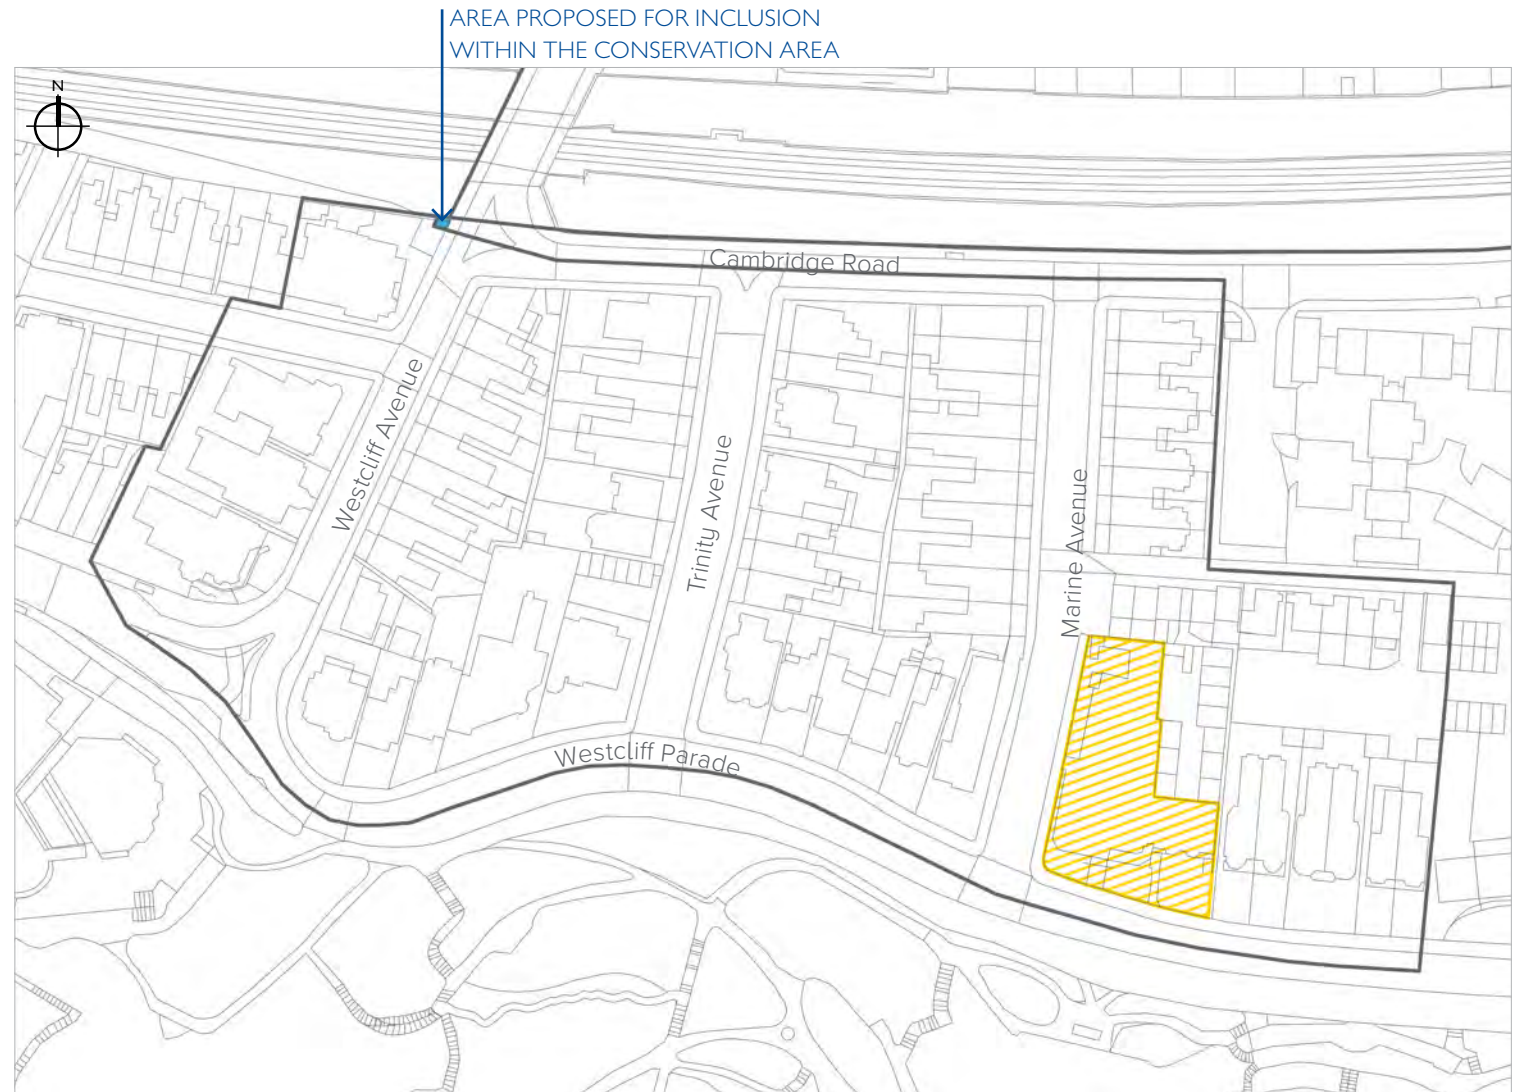 AREA PROPOSED FOR INCLUSION
WITHIN THE CONSERVATION AREA
N
Cambridge Road
Westcliff Avenue
Trinity Avenue
Marine Avenue
Westcliff Parade